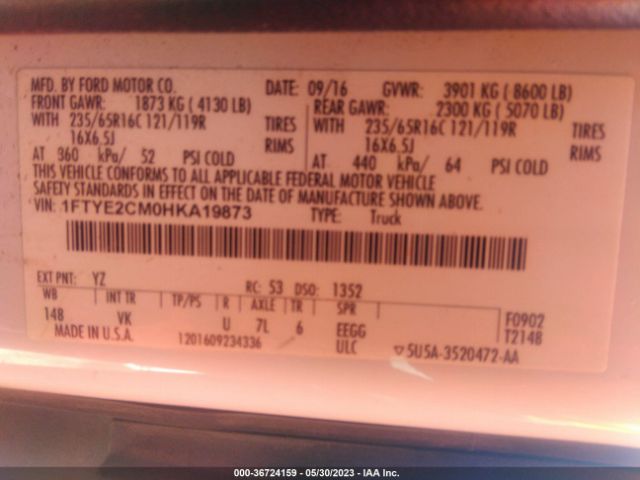 MFD. BY FORD MOTOR CO. DATE: 09/16 GVWR: 3901 KG ( 8600 LB)
FRONT GAWR: 1873 KG ( 4130 LB) REAR GAWR: 2300 KG ( 5070 LB)
WITH 235/65R16C 121/119R TIRES WITH 235/65R16C 121/119R TIRES
16X6.5J RIMS 16X6.5J RIMS
AT 360 kPa/ 52 PSI COLD AT 440 kPa/ 64 PSI COLD
THIS VEHICLE CONFORMS TO ALL APPLICABLE FEDERAL MOTOR VEHICLE
SAFETY STANDARDS IN EFFECT ON THE DATE OF MANUFACTURE SHOWN ABOVE.
VIN: 1FTYE2CM0HKA19873 TYPE: Truck
EXT PNT: YZ RC: 53 DSO: 1352
WB INT TR TP/PS R AXLE TR SPR
148 VK U 7L 6 EEGG F0902
MADE IN U.S.A. 1201609234336 ULC T2148
▽5U5A-3520472-AA
000-36724159 — 05/30/2023 — IAA Inc.